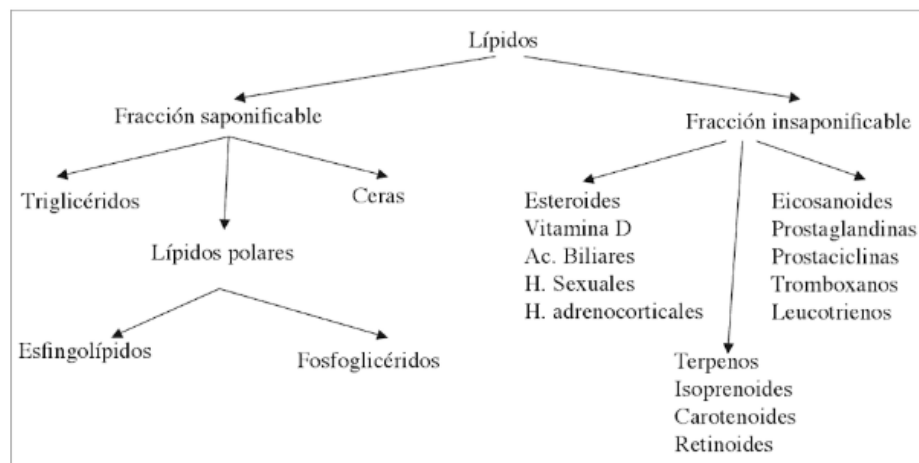 Lípidos
Fracción saponificable
Fracción insaponificable
Triglicéridos
Ceras
Lípidos polares
Esfingolípidos
Fosfoglicéridos
Esteroides
Vitamina D
Ac. Biliares
H. Sexuales
H. adrenocorticales
Eicosanoides
Prostaglandinas
Prostaciclinas
Tromboxanos
Leucotrienos
Terpenos
Isoprenoides
Carotenoides
Retinoides